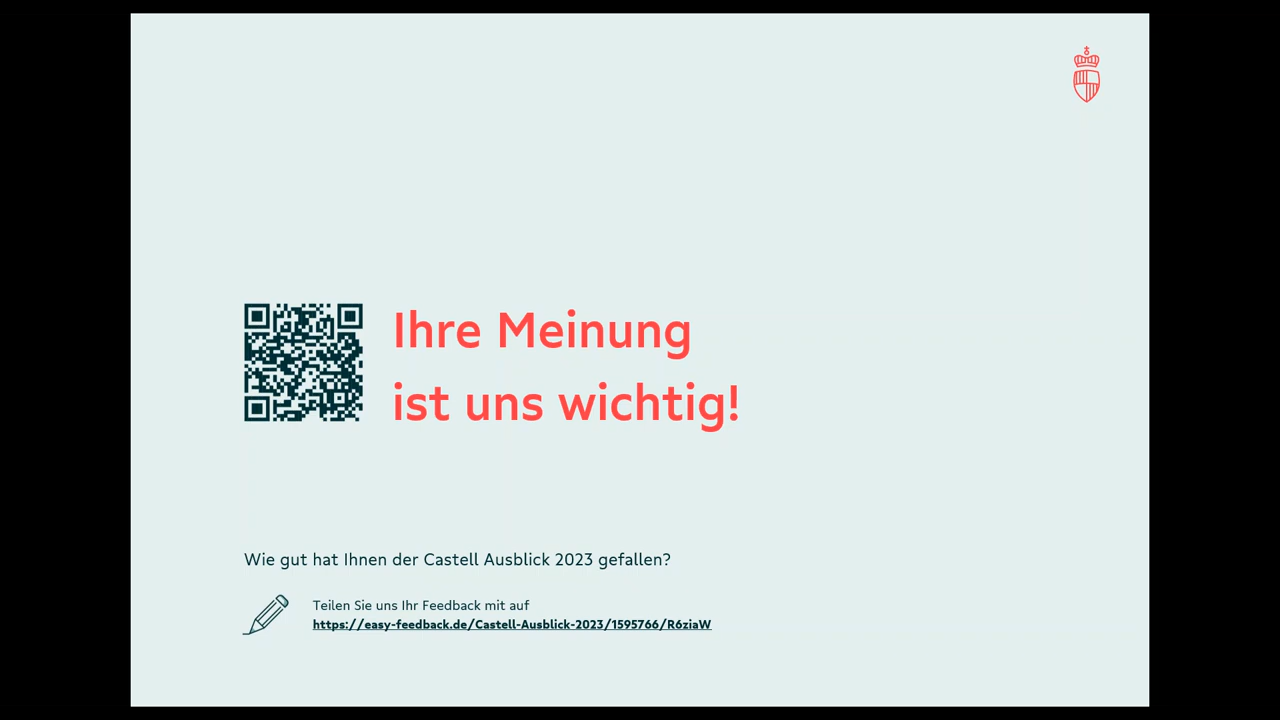 Ihre Meinung
ist uns wichtig!
Wie gut hat Ihnen der Castell Ausblick 2023 gefallen?
Teilen Sie uns Ihr Feedback mit auf
https://easy-feedback.de/Castell-Ausblick-2023/1595766/R6ziaW